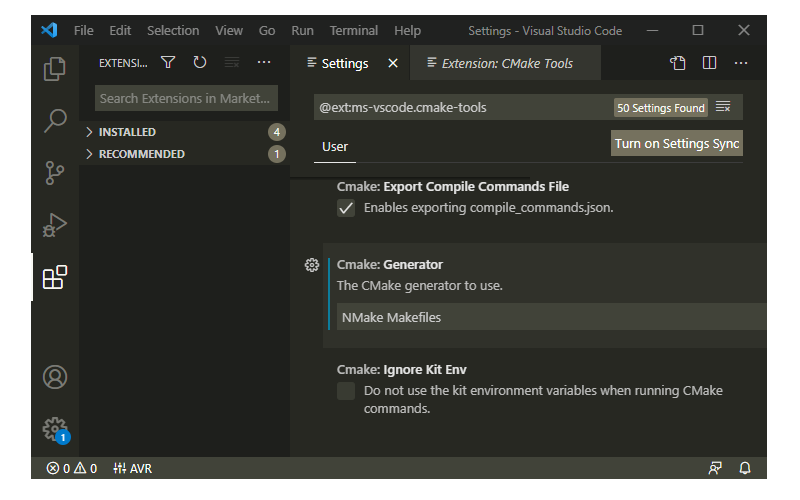 File Edit Selection View Go Run Terminal Help Settings - Visual Studio Code
EXTENSI...
Settings Extension: CMake Tools
Search Extensions in Market...
@ext:ms-vscode.cmake-tools 50 Settings Found
INSTALLED 4
RECOMMENDED 1
User Turn on Settings Sync
Cmake: Export Compile Commands File
Enables exporting compile_commands.json.
Cmake: Generator
The CMake generator to use.
NMake Makefiles
Cmake: Ignore Kit Env
Do not use the kit environment variables when running CMake
commands.
1
0 0 AVR